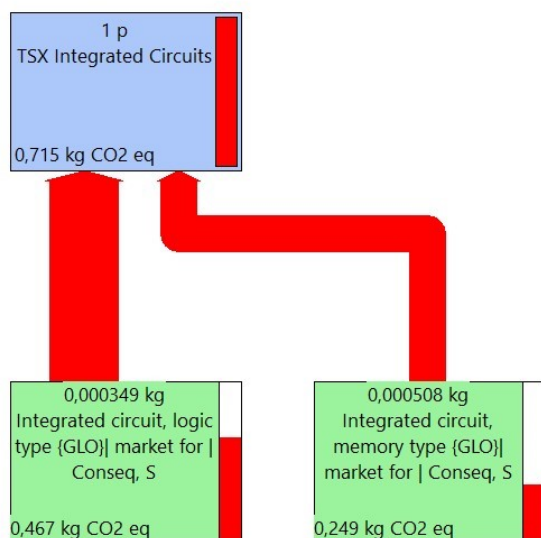 1 p
TSX Integrated Circuits
0,715 kg CO2 eq
0,000349 kg
Integrated circuit, logic
type {GLO}| market for |
Conseq, S
0,467 kg CO2 eq
0,000508 kg
Integrated circuit,
memory type {GLO}|
market for | Conseq, S
0,249 kg CO2 eq